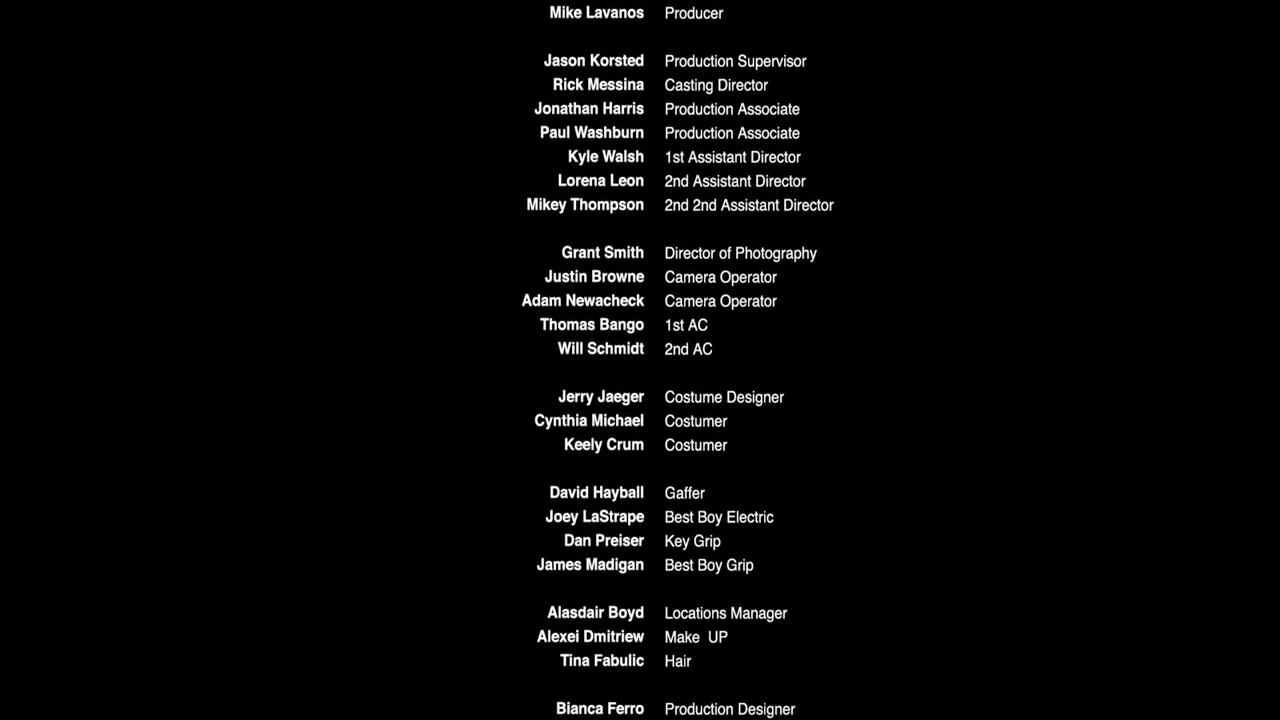 Mike Lavanos Producer
Jason Korsted Production Supervisor
Rick Messina Casting Director
Jonathan Harris Production Associate
Paul Washburn Production Associate
Kyle Walsh 1st Assistant Director
Lorena Leon 2nd Assistant Director
Mikey Thompson 2nd 2nd Assistant Director
Grant Smith Director of Photography
Justin Browne Camera Operator
Adam Newacheck Camera Operator
Thomas Bango 1st AC
Will Schmidt 2nd AC
Jerry Jaeger Costume Designer
Cynthia Michael Costumer
Keely Crum Costumer
David Hayball Gaffer
Joey LaStrape Best Boy Electric
Dan Preiser Key Grip
James Madigan Best Boy Grip
Alasdair Boyd Locations Manager
Alexei Dmitriew Make  UP
Tina Fabulic Hair
Bianca Ferro Production Designer